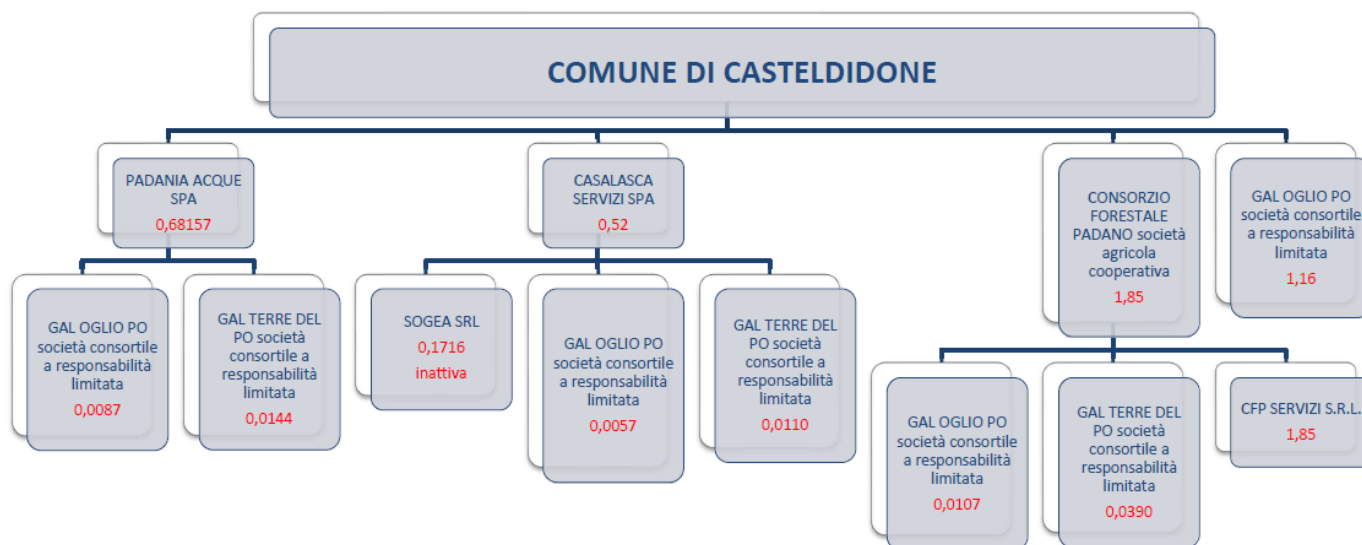 COMUNE DI CASTELDIDONE
PADANIA ACQUE
SPA
0,68157
GAL OGLIO PO
società consortile
a responsabilità
limitata
0,0087
GAL TERRE DEL
PO società
consortile a
responsabilità
limitata
0,0144
CASALASCA
SERVIZI SPA
0,52
SOGEA SRL
0,1716
inattiva
GAL OGLIO PO
società consortile
a responsabilità
limitata
0,0057
GAL TERRE DEL
PO società
consortile a
responsabilità
limitata
0,0110
CONSORZIO
FORESTALE
PADANO società
agricola
cooperativa
1,85
GAL OGLIO PO
società consortile
a responsabilità
limitata
0,0107
GAL TERRE DEL
PO società
consortile a
responsabilità
limitata
0,0390
CFP SERVIZI S.R.L.
1,85
GAL OGLIO PO
società consortile
a responsabilità
limitata
1,16